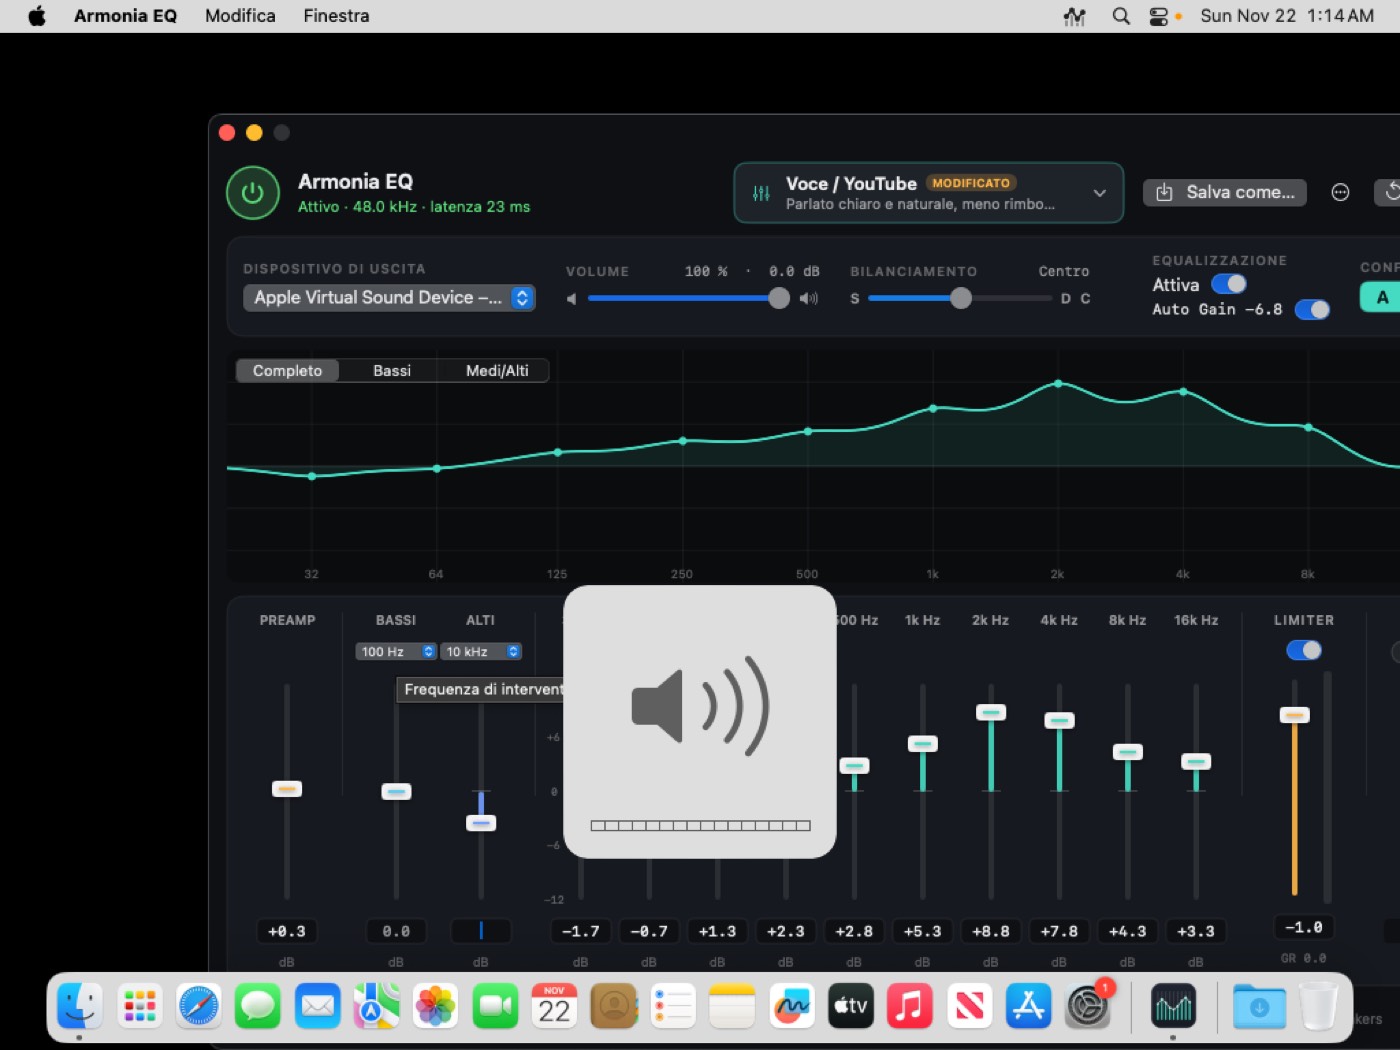 Armonia EQ Modifica Finestra Sun Nov 22 1:14 AM
Armonia EQ
Attivo · 48.0 kHz · latenza 23 ms
Voce / YouTube MODIFICATO
Parlato chiaro e naturale, meno rimbo...
Salva come...
DISPOSITIVO DI USCITA
Apple Virtual Sound Device –...
VOLUME 100 % · 0.0 dB
BILANCIAMENTO Centro
S D C
EQUALIZZAZIONE
Attiva
Auto Gain -6.8
CONF
A
Completo Bassi Medi/Alti
32 64 125 250 500 1k 2k 4k 8k
PREAMP BASSI ALTI 500 Hz 1k Hz 2k Hz 4k Hz 8k Hz 16k Hz LIMITER
100 Hz 10 kHz
Frequenza di intervent
+6
0
-6
-12
+0.3 0.0 -1.7 -0.7 +1.3 +2.3 +2.8 +5.3 +8.8 +7.8 +4.3 +3.3 -1.0
dB dB dB dB dB dB dB dB dB dB dB dB dB GR 0.0
NOV
22
tv
1
kers